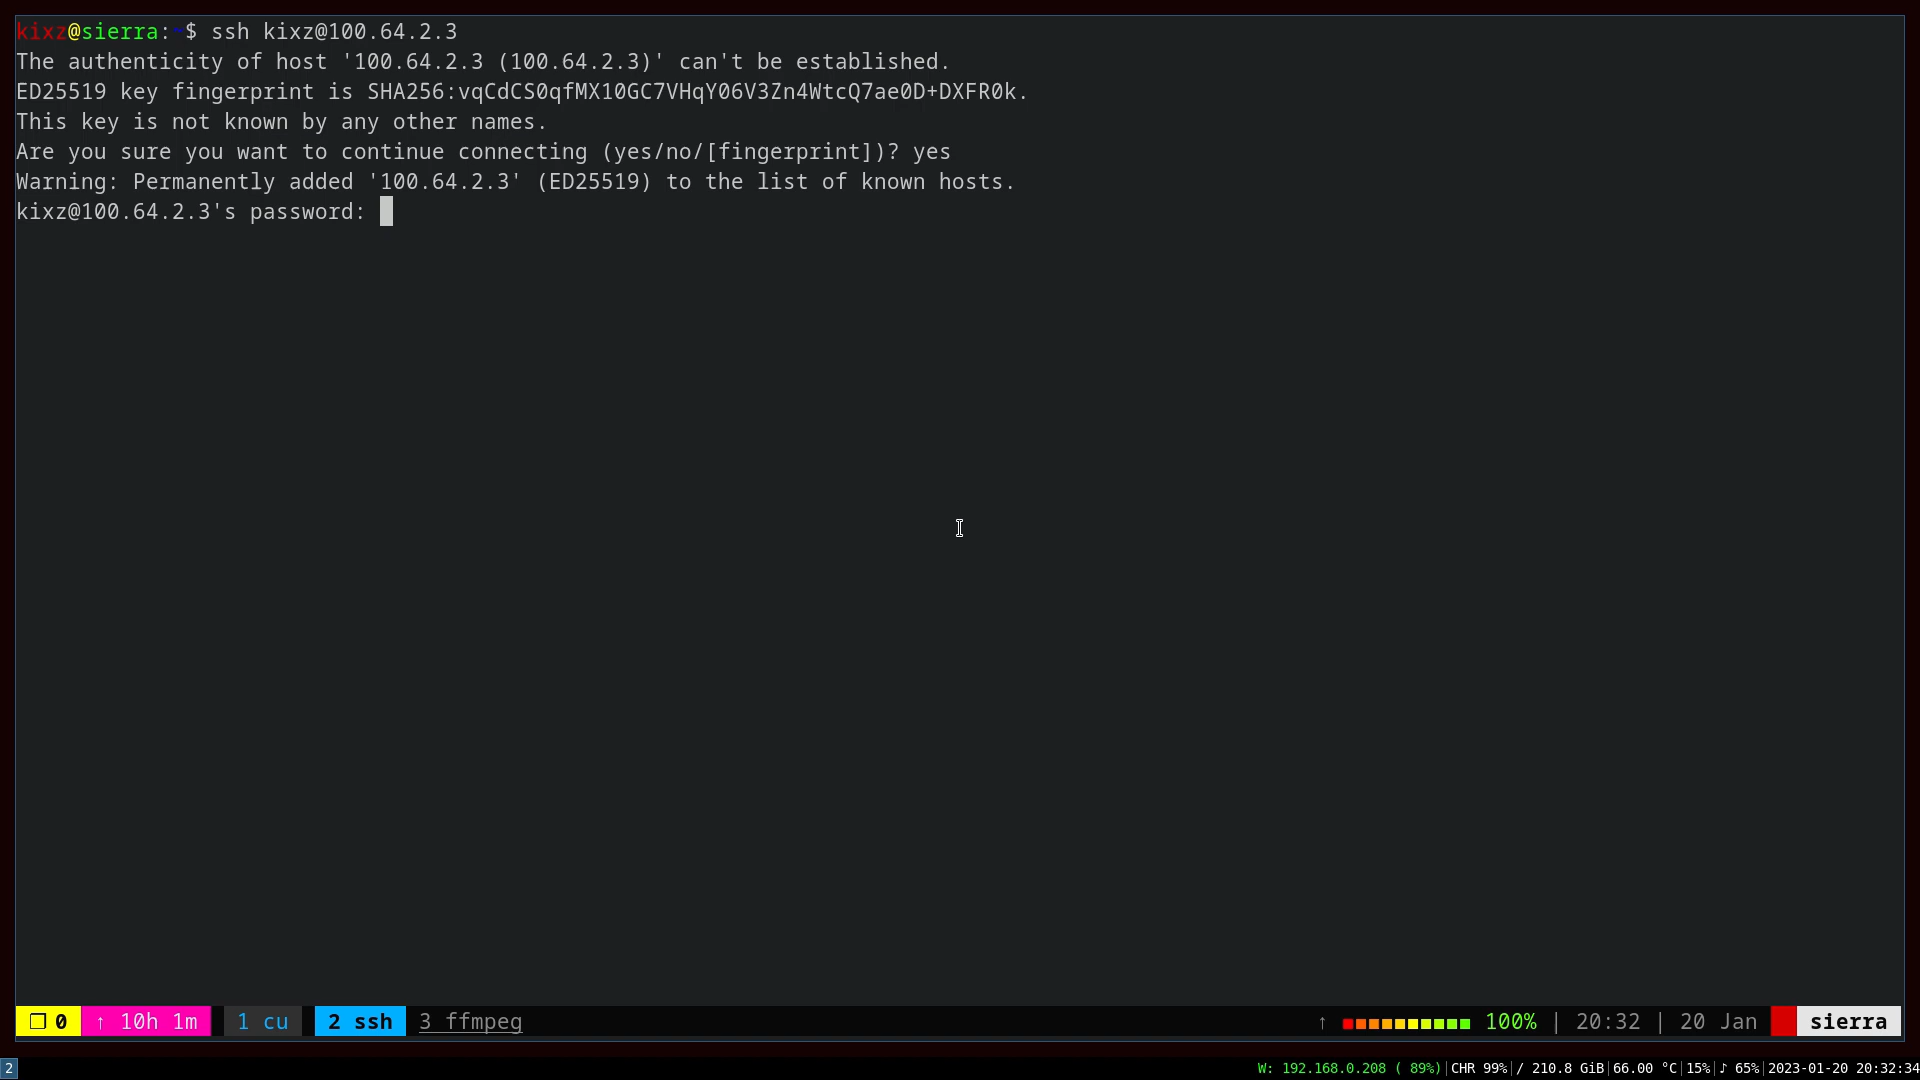 kixz@sierra:~$ ssh kixz@100.64.2.3
The authenticity of host '100.64.2.3 (100.64.2.3)' can't be established.
ED25519 key fingerprint is SHA256:vqCdCS0qfMX10GC7VHqY06V3Zn4WtcQ7ae0D+DXFR0k.
This key is not known by any other names.
Are you sure you want to continue connecting (yes/no/[fingerprint])? yes
Warning: Permanently added '100.64.2.3' (ED25519) to the list of known hosts.
kixz@100.64.2.3's password:
❐ 0 ↑ 10h 1m 1 cu 2 ssh 3 ffmpeg ↑ 100% | 20:32 | 20 Jan sierra
2 W: 192.168.0.208 ( 89%)|CHR 99%|/ 210.8 GiB|66.00 °C|15%|♪ 65%|2023-01-20 20:32:34